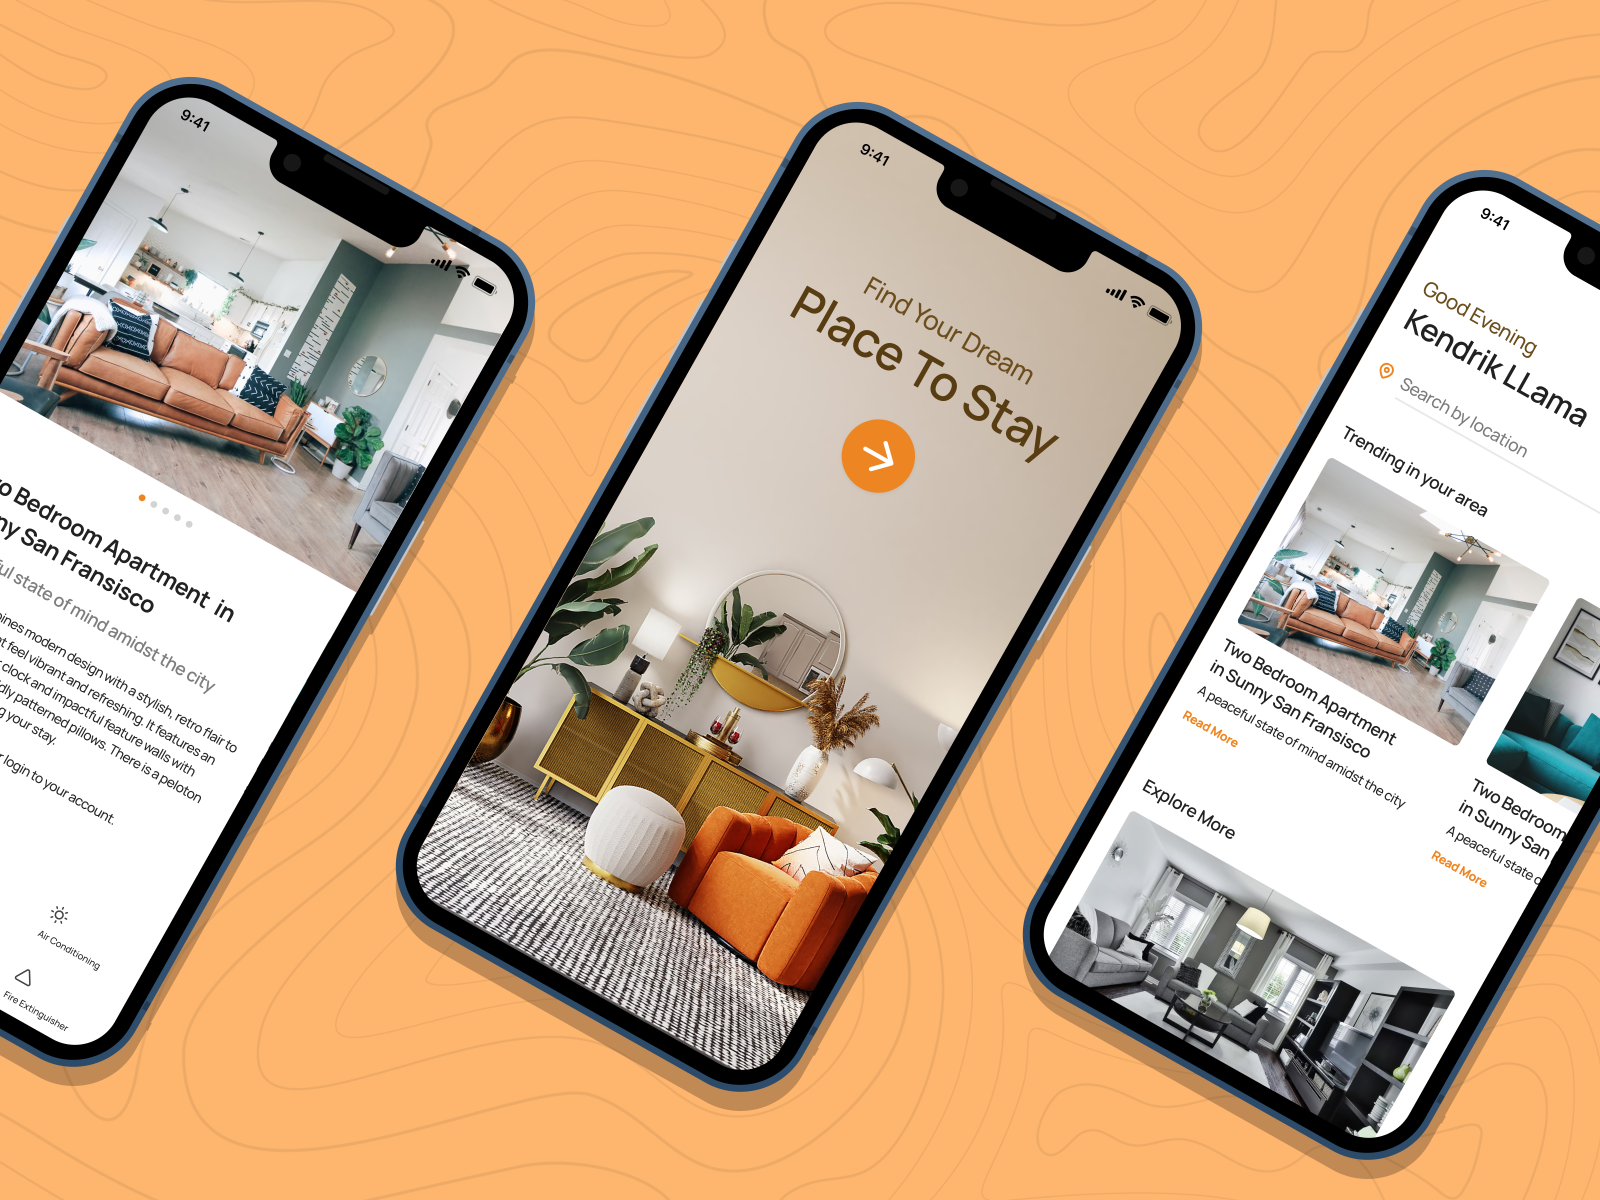 9:41
Bedroom Apartment in
San Fransisco
state of mind amidst the city
modern design with a stylish, retro flair to
feel vibrant and refreshing. It features an
clock and impactful feature walls with
patterned pillows. There is a peloton
your stay.
login to your account.
Air Conditioning
Fire Extinguisher
9:41
Find Your Dream
Place To Stay
9:41
Good Evening
Kendrik LLama
Search by location
Trending in your area
Two Bedroom Apartment
in Sunny San Fransisco
A peaceful state of mind amidst the city
Read More
Two Bedroom
in Sunny San
A peaceful state
Read More
Explore More